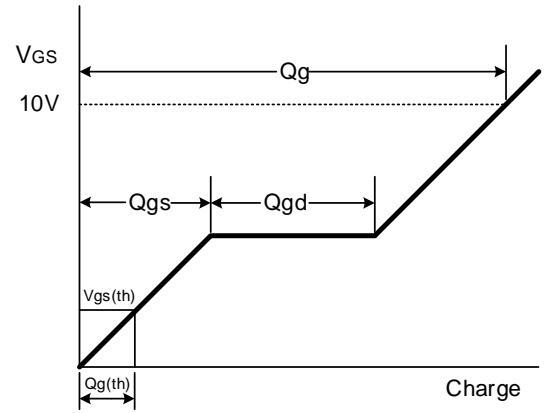 VGS
Qg
10V
Qgs
Qgd
Vgs(th)
Qg(th)
Charge